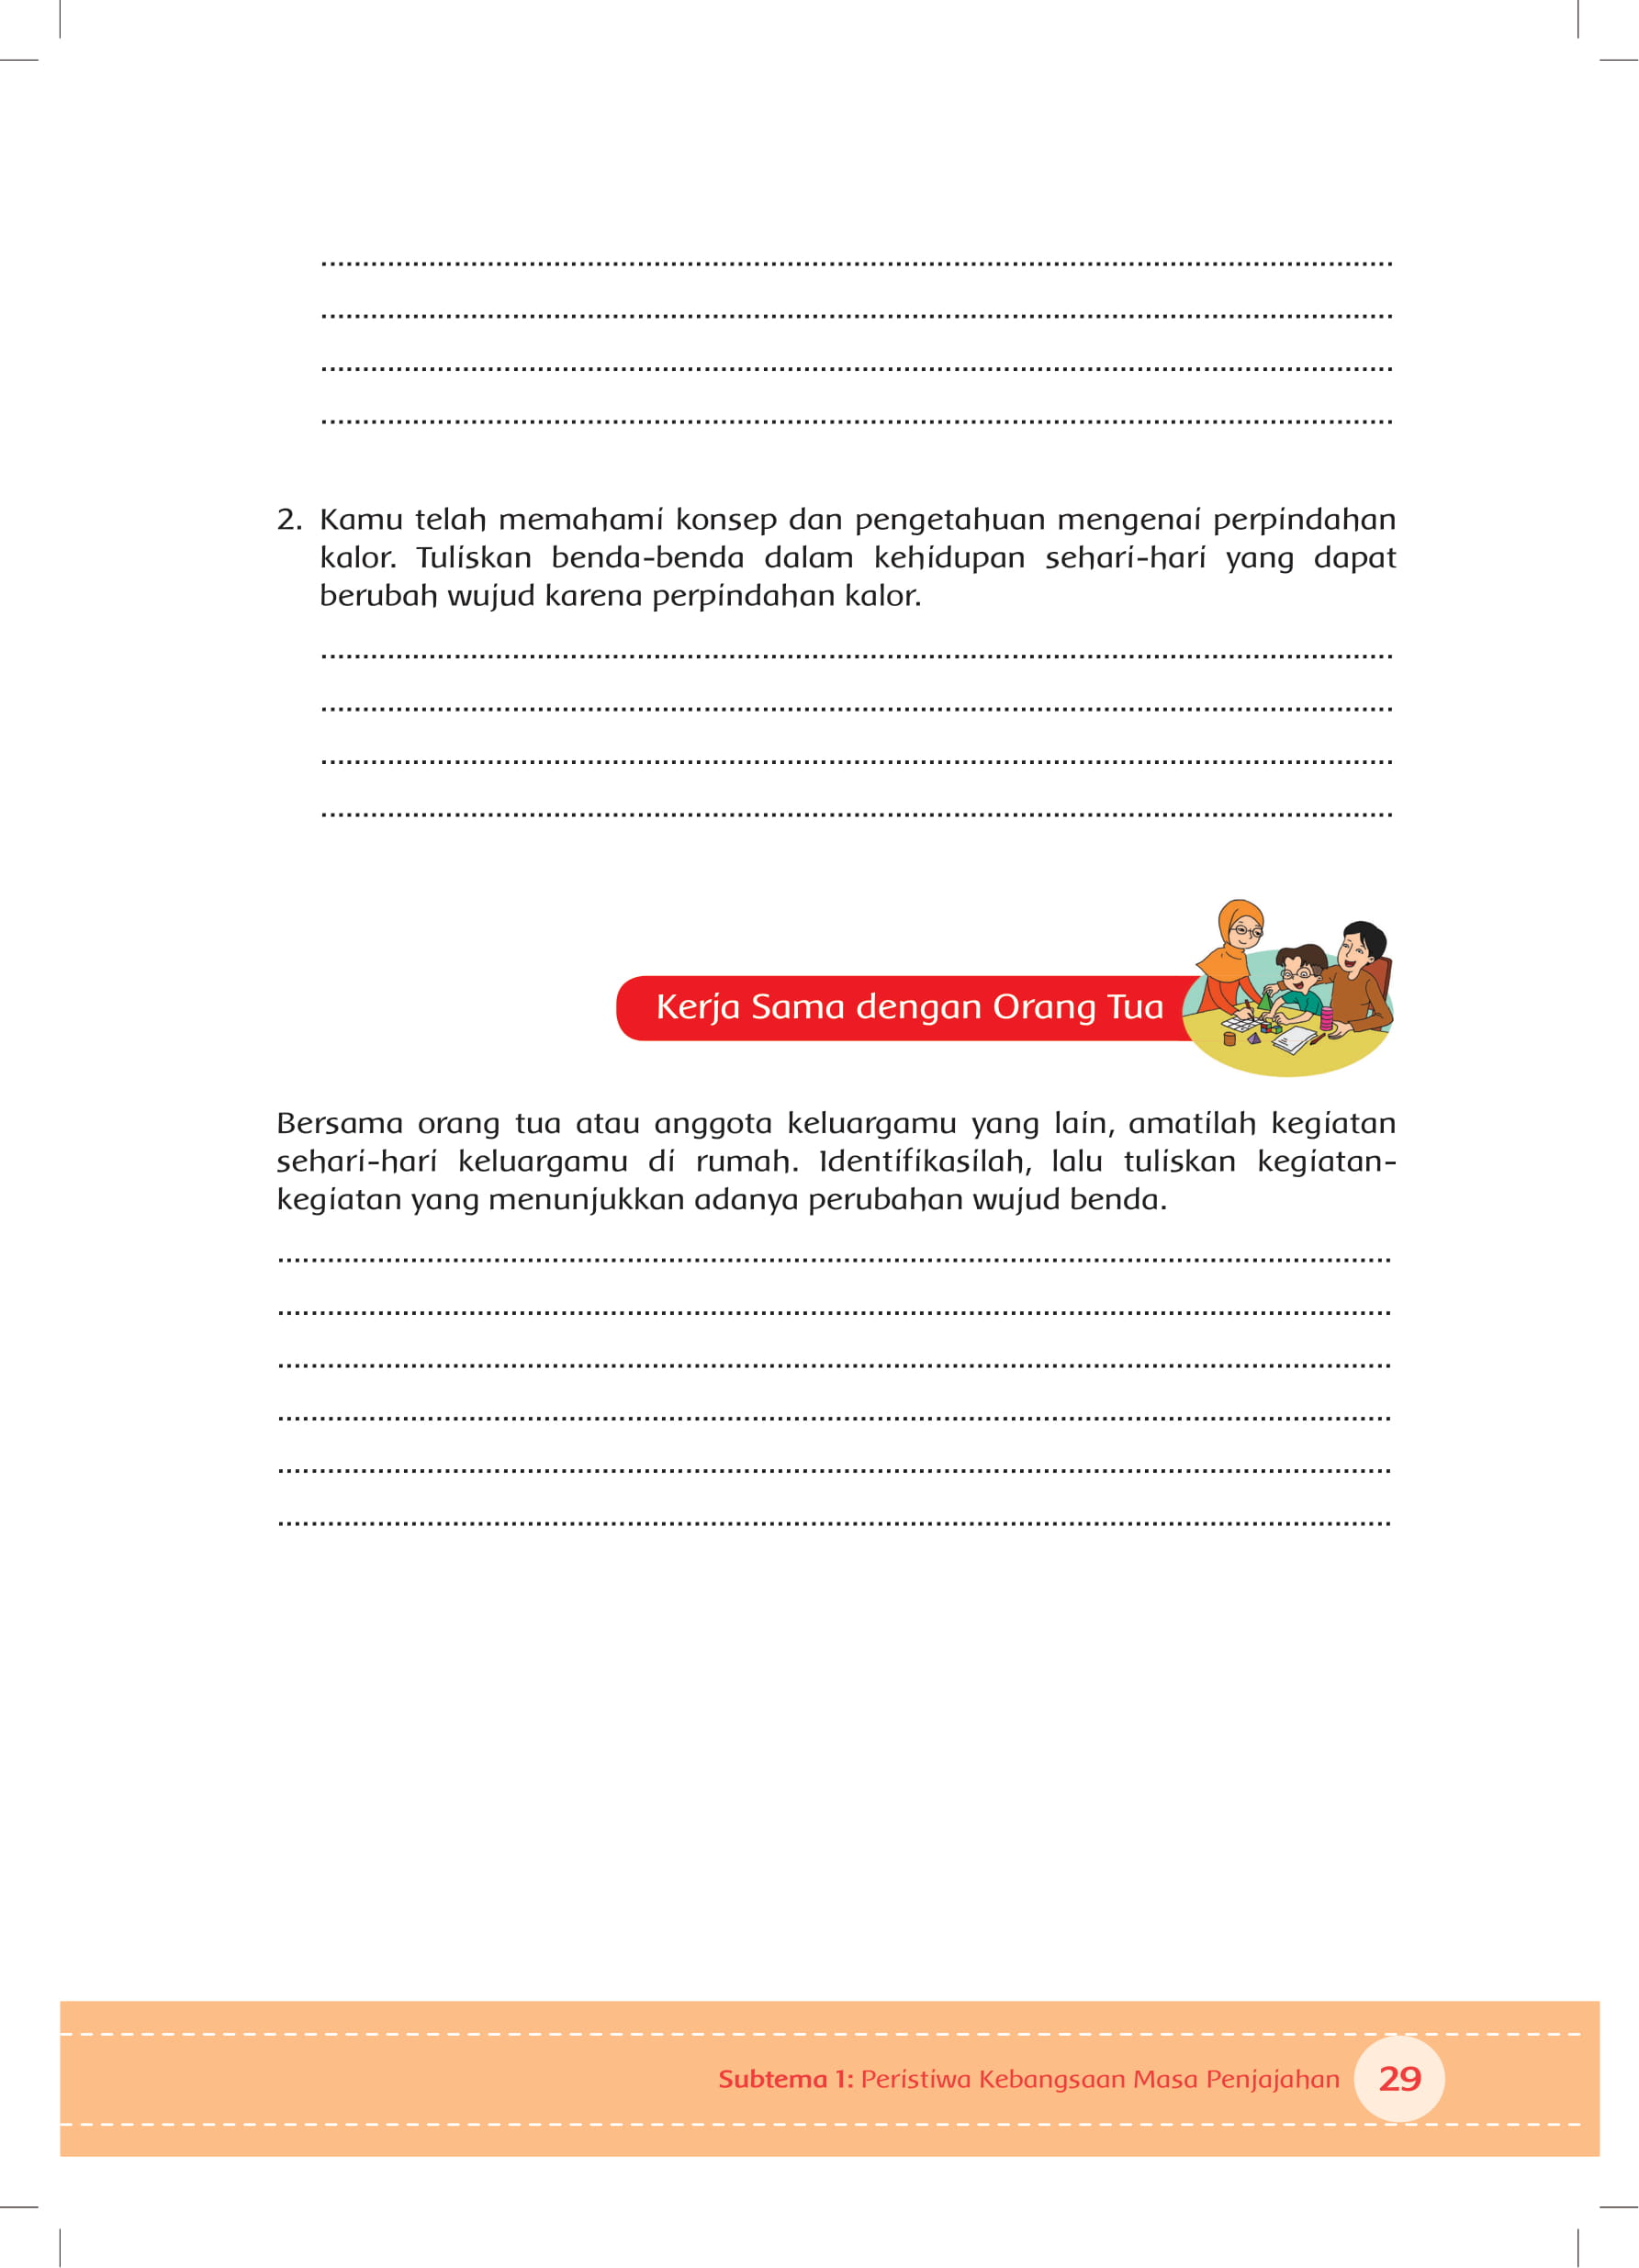 ................................................................................................................................
................................................................................................................................
................................................................................................................................
................................................................................................................................
2. Kamu telah memahami konsep dan pengetahuan mengenai perpindahan
kalor. Tuliskan benda-benda dalam kehidupan sehari-hari yang dapat
berubah wujud karena perpindahan kalor.
................................................................................................................................
................................................................................................................................
................................................................................................................................
................................................................................................................................
Kerja Sama dengan Orang Tua
Bersama orang tua atau anggota keluargamu yang lain, amatilah kegiatan
sehari-hari keluargamu di rumah. Identifikasilah, lalu tuliskan kegiatan-
kegiatan yang menunjukkan adanya perubahan wujud benda.
................................................................................................................................
................................................................................................................................
................................................................................................................................
................................................................................................................................
................................................................................................................................
................................................................................................................................
Subtema 1: Peristiwa Kebangsaan Masa Penjajahan 29